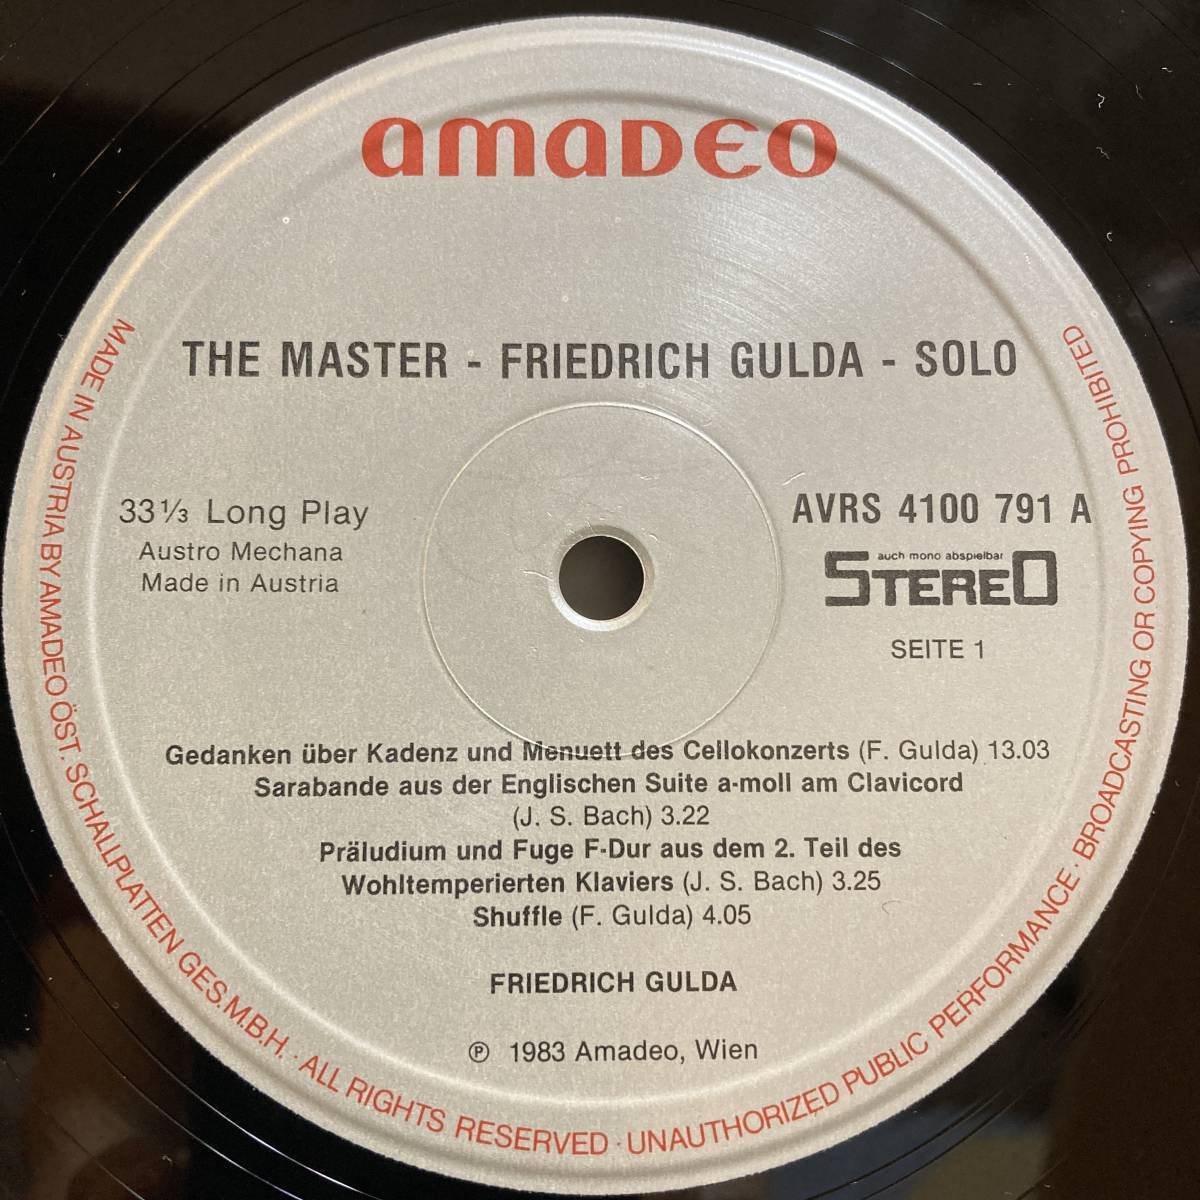 amaDEO
THE MASTER - FRIEDRICH GULDA - SOLO
33⅓ Long Play
Austro Mechana
Made in Austria
AVRS 4100 791 A
auch mono abspielbar
STEREO
SEITE 1
Gedanken über Kadenz und Menuett des Cellokonzerts (F. Gulda) 13.03
Sarabande aus der Englischen Suite a-moll am Clavicord
(J. S. Bach) 3.22
Präludium und Fuge F-Dur aus dem 2. Teil des
Wohltemperierten Klaviers (J. S. Bach) 3.25
Shuffle (F. Gulda) 4.05
FRIEDRICH GULDA
℗ 1983 Amadeo, Wien
MADE IN AUSTRIA BY AMADEO ÖST. SCHALLPLATTEN GES.M.B.H. · ALL RIGHTS RESERVED · UNAUTHORIZED PUBLIC PERFORMANCE · BROADCASTING OR COPYING PROHIBITED